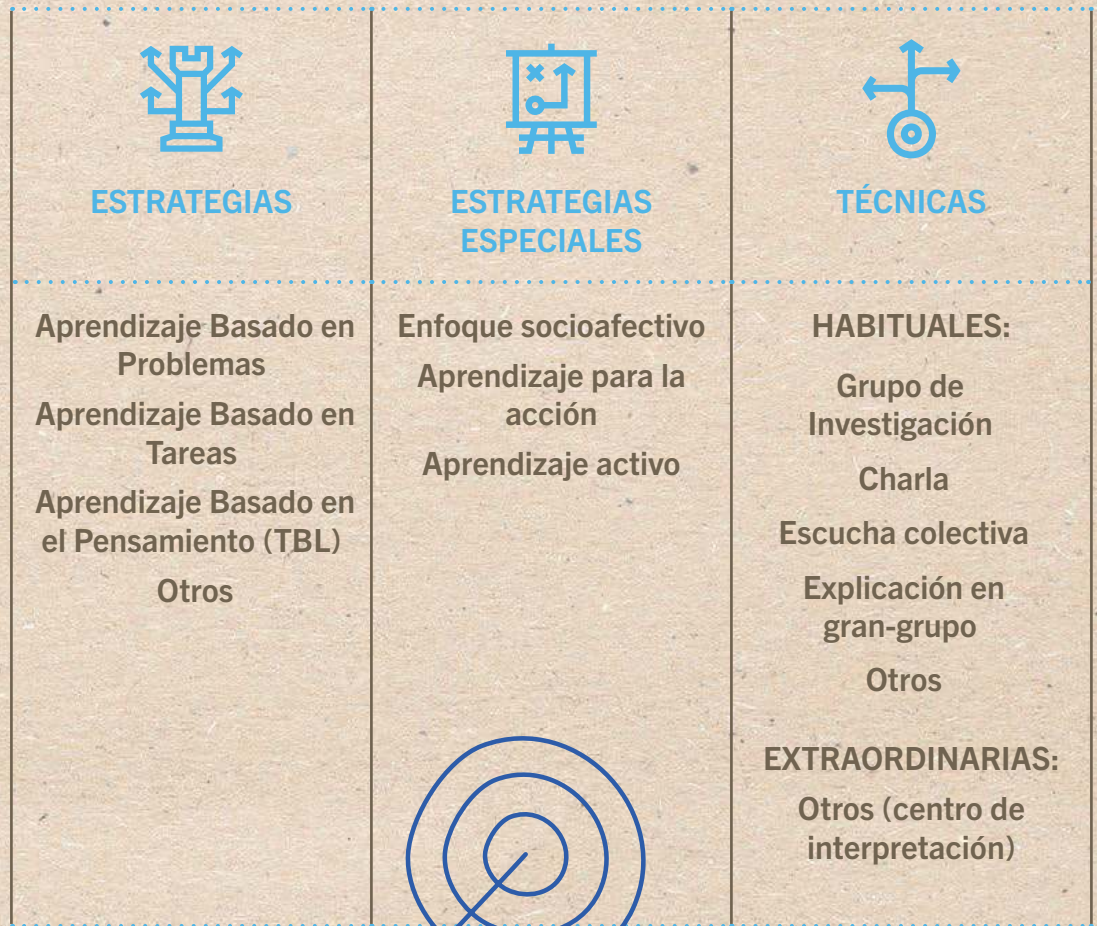 ESTRATEGIAS
Aprendizaje Basado en
Problemas
Aprendizaje Basado en
Tareas
Aprendizaje Basado en
el Pensamiento (TBL)
Otros
ESTRATEGIAS
ESPECIALES
Enfoque socioafectivo
Aprendizaje para la
acción
Aprendizaje activo
TÉCNICAS
HABITUALES:
Grupo de
Investigación
Charla
Escucha colectiva
Explicación en
gran-grupo
Otros
EXTRAORDINARIAS:
Otros (centro de
interpretación)